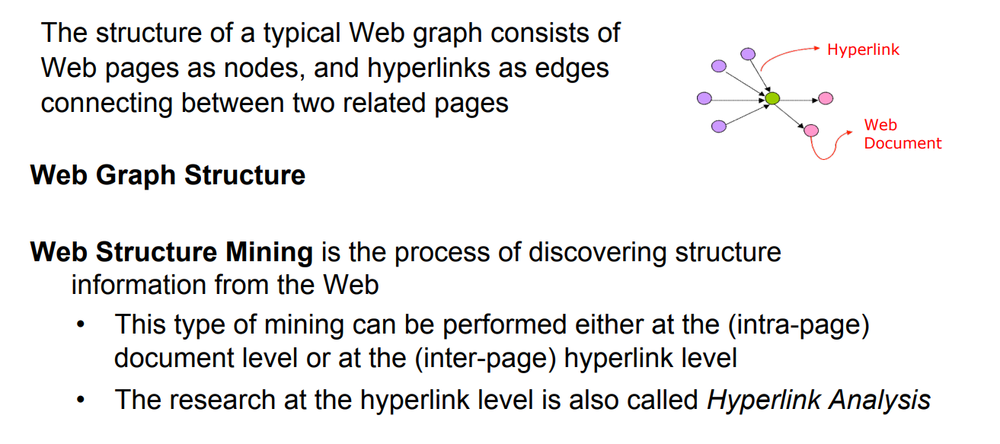 The structure of a typical Web graph consists of
Web pages as nodes, and hyperlinks as edges
connecting between two related pages
Hyperlink
Web
Document
Web Graph Structure
Web Structure Mining is the process of discovering structure
information from the Web
• This type of mining can be performed either at the (intra-page)
document level or at the (inter-page) hyperlink level
• The research at the hyperlink level is also called Hyperlink Analysis